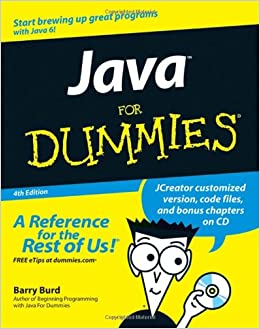 Start brewing up great programs
with Java 6!
Java™
FOR
DUMMIES®
4th Edition
JCreator customized
version, code files,
and bonus chapters
on CD
A Reference
for the
Rest of Us!®
FREE eTips at dummies.com®
Barry Burd
Author of Beginning Programming
with Java For Dummies